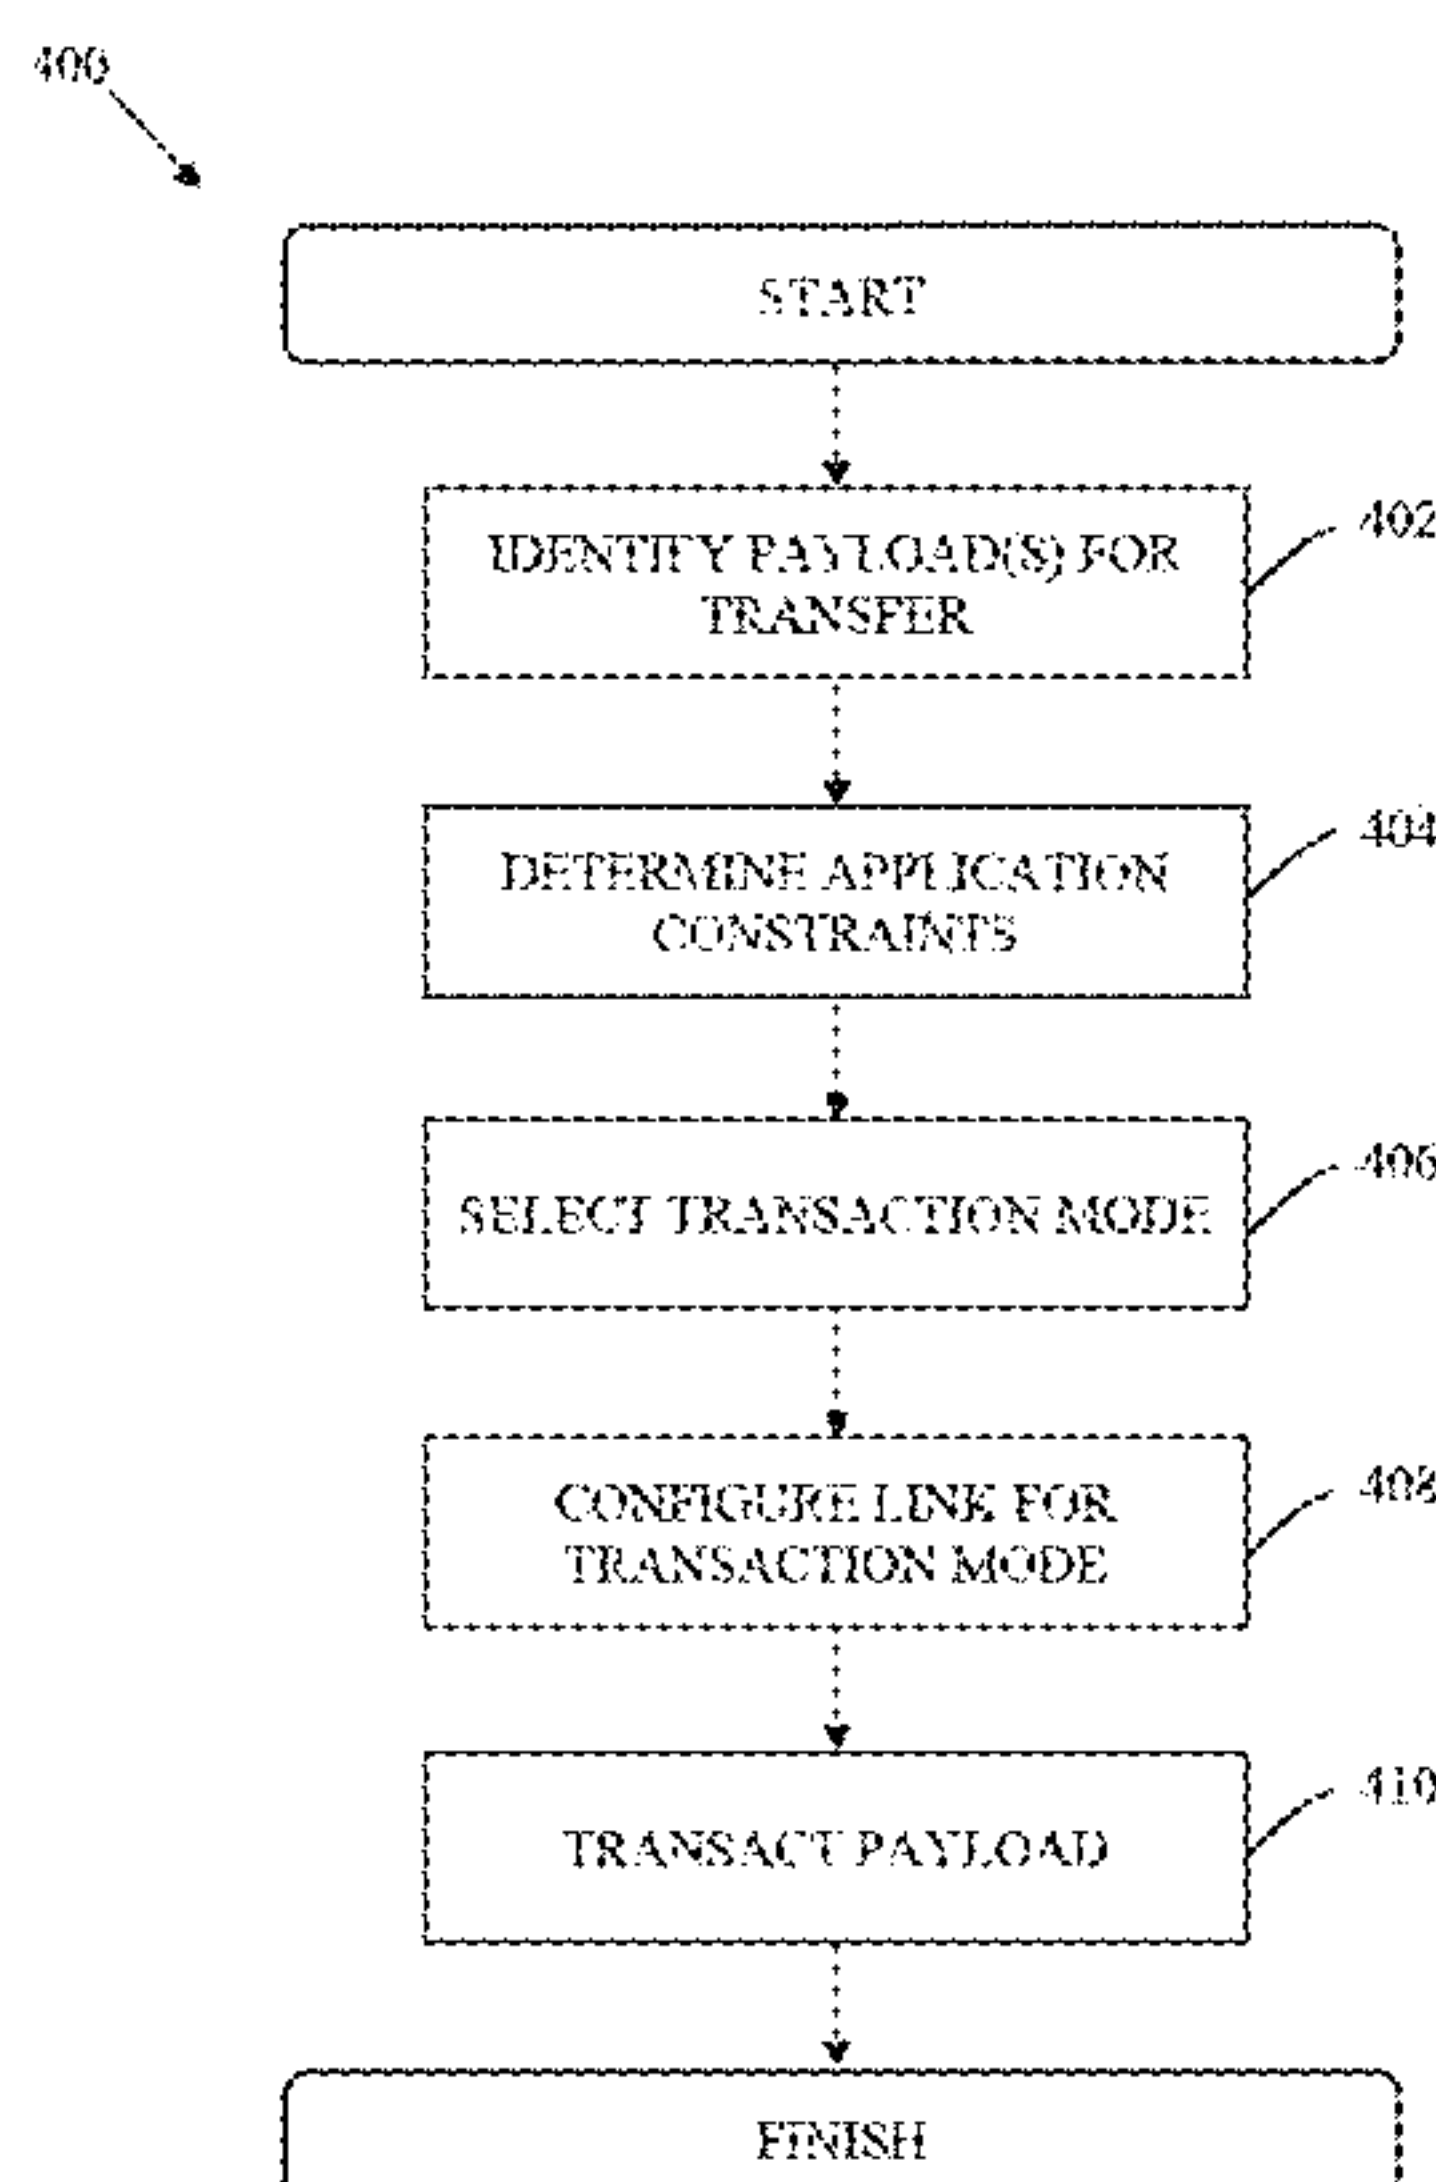 400
START
IDENTIFY PAYLOAD(S) FOR
TRANSFER
402
DETERMINE APPLICATION
CONSTRAINTS
404
SELECT TRANSACTION MODE
406
CONFIGURE LINK FOR
TRANSACTION MODE
408
TRANSACT PAYLOAD
410
FINISH